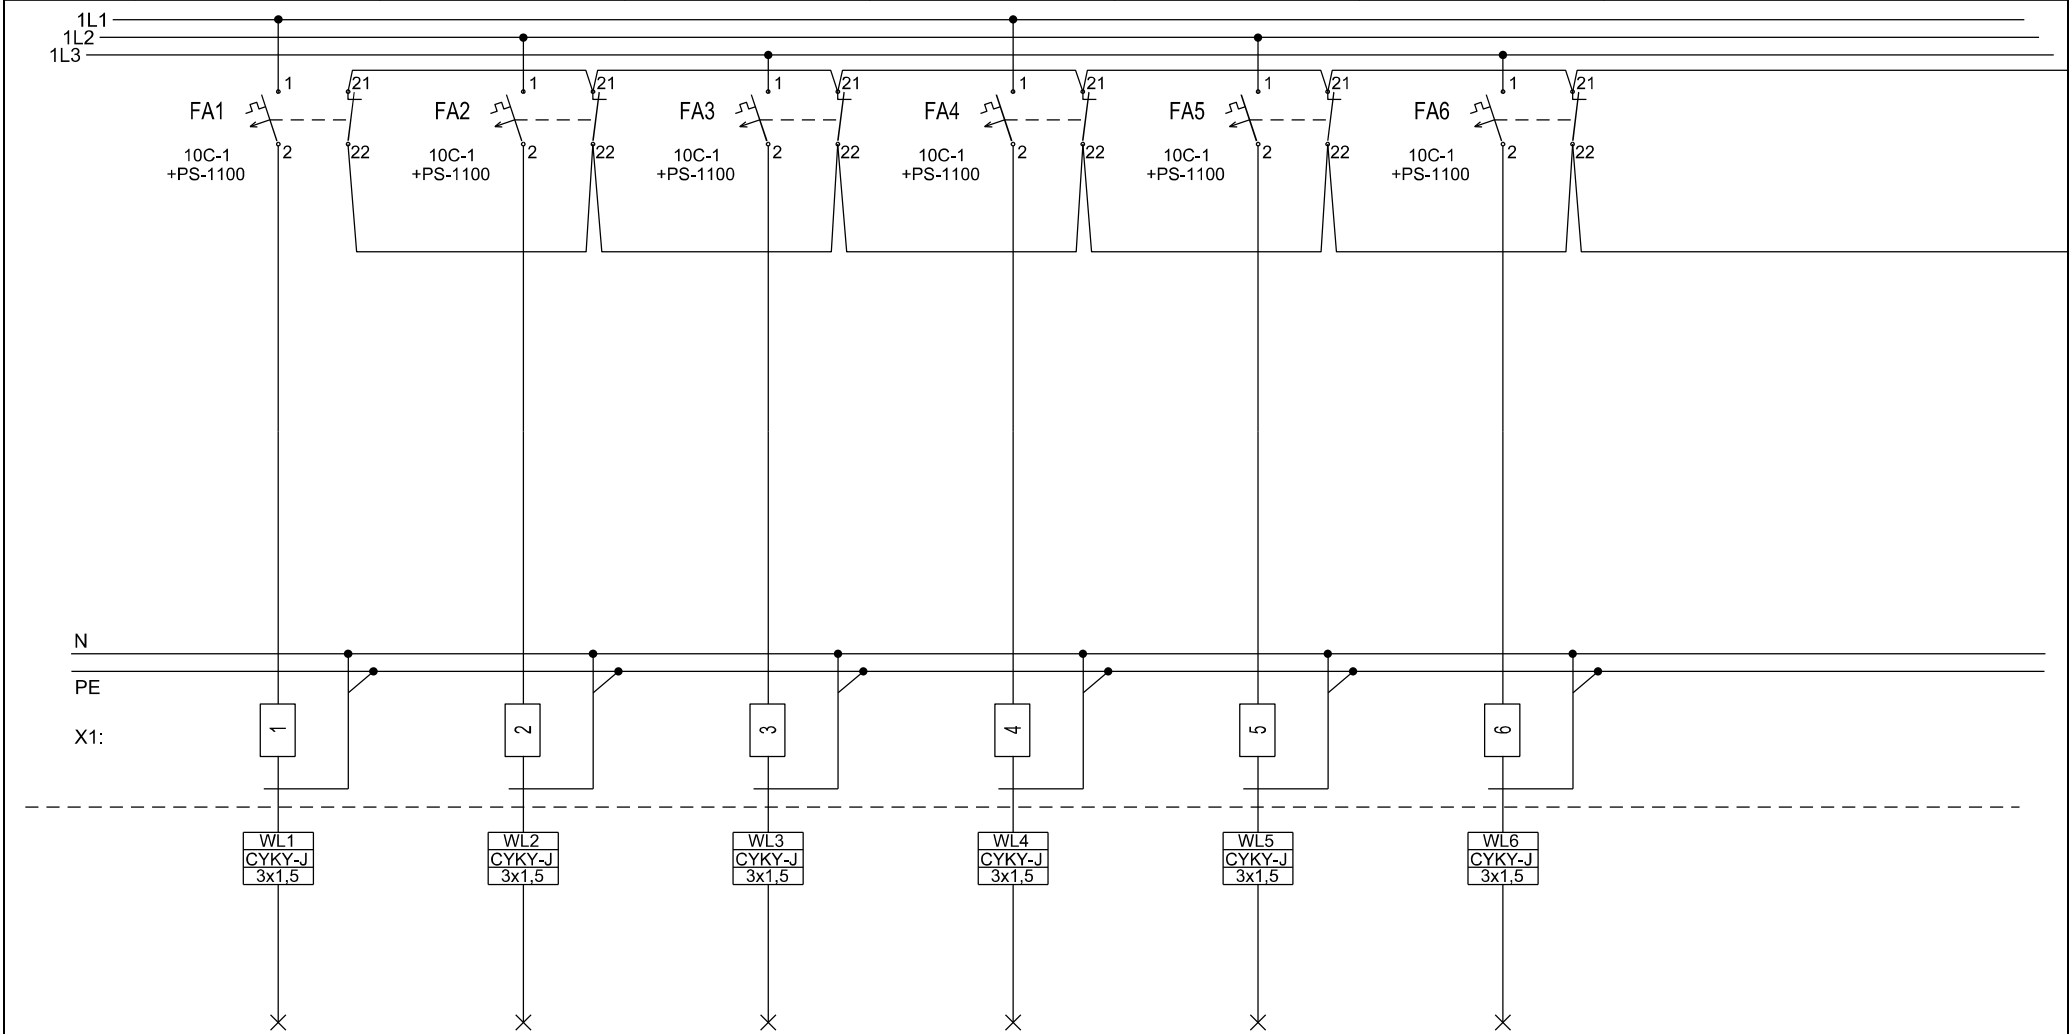 1L1
1L2
1L3
1 21 1 21 1 21 1 21 1 21 1 21
FA1 FA2 FA3 FA4 FA5 FA6
2 22 2 22 2 22 2 22 2 22 2 22
10C-1 10C-1 10C-1 10C-1 10C-1 10C-1
+PS-1100 +PS-1100 +PS-1100 +PS-1100 +PS-1100 +PS-1100
N
PE
X1: 1 2 3 4 5 6
WL1 WL2 WL3 WL4 WL5 WL6
CYKY-J CYKY-J CYKY-J CYKY-J CYKY-J CYKY-J
3x1,5 3x1,5 3x1,5 3x1,5 3x1,5 3x1,5